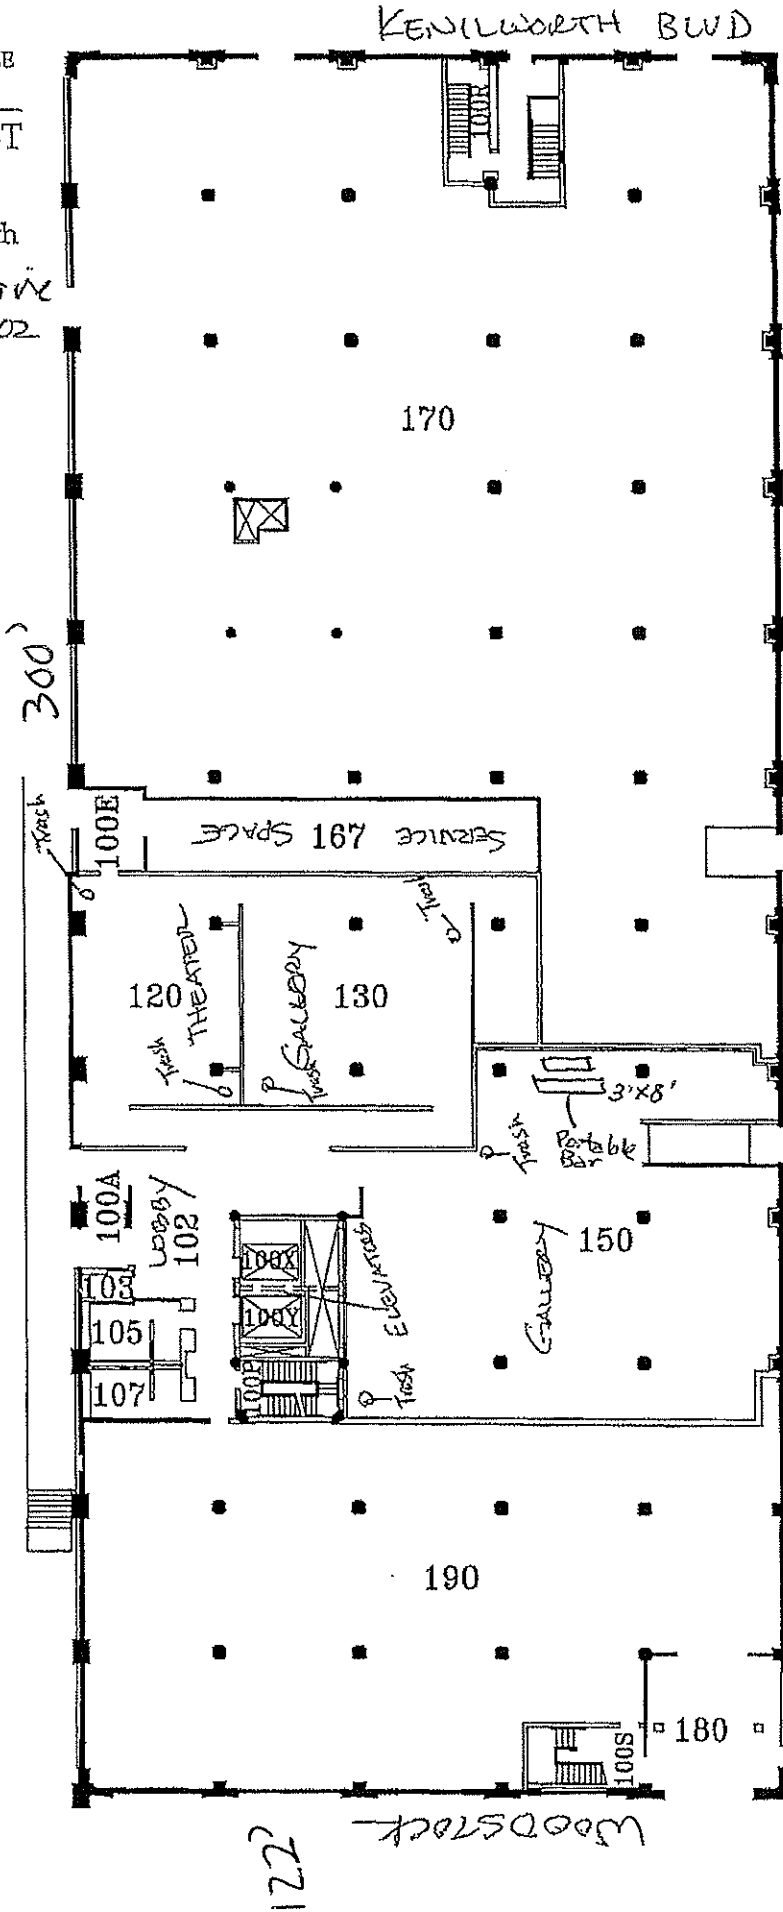 KENILWORTH BLVD
E
T
h
02
100R
170
300'
Trash
100E
SERVICE SPACE 167
Trash
120
THEATER
GALLERY
130
Trash
Trash
3'x8'
Portable
Bar
Trash
100A
LOBBY
102
100X
ELEVATORS
GALLERY
150
103
100Y
105
107
100P
Trash
190
180
100S
WOODSTOCK
122'